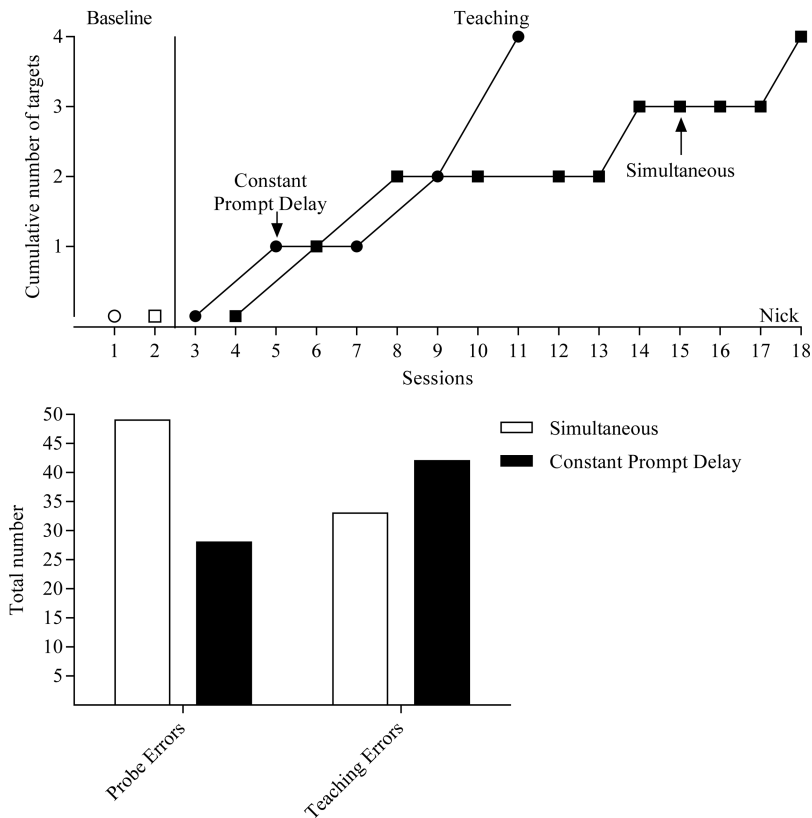 Baseline
Teaching
Cumulative number of targets
4
3
2
1
Constant
Prompt Delay
Simultaneous
Nick
1 2 3 4 5 6 7 8 9 10 11 12 13 14 15 16 17 18
Sessions
Total number
50
45
40
35
30
25
20
15
10
5
Simultaneous
Constant Prompt Delay
Probe Errors
Teaching Errors